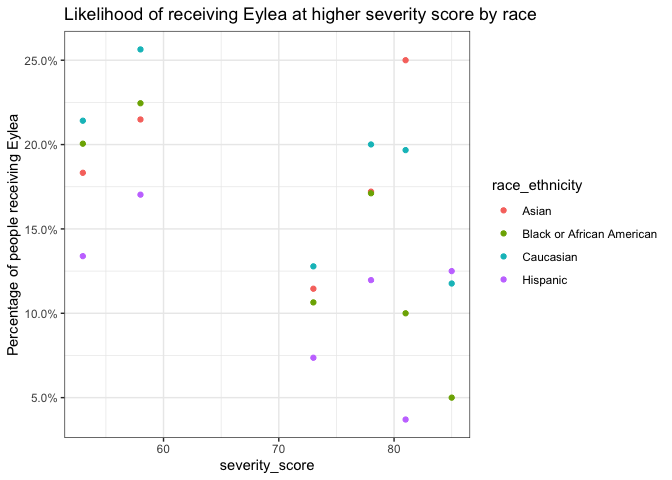 Likelihood of receiving Eylea at higher severity score by race
Percentage of people receiving Eylea
25.0%
20.0%
15.0%
10.0%
5.0%
60
70
80
severity_score
race_ethnicity
Asian
Black or African American
Caucasian
Hispanic